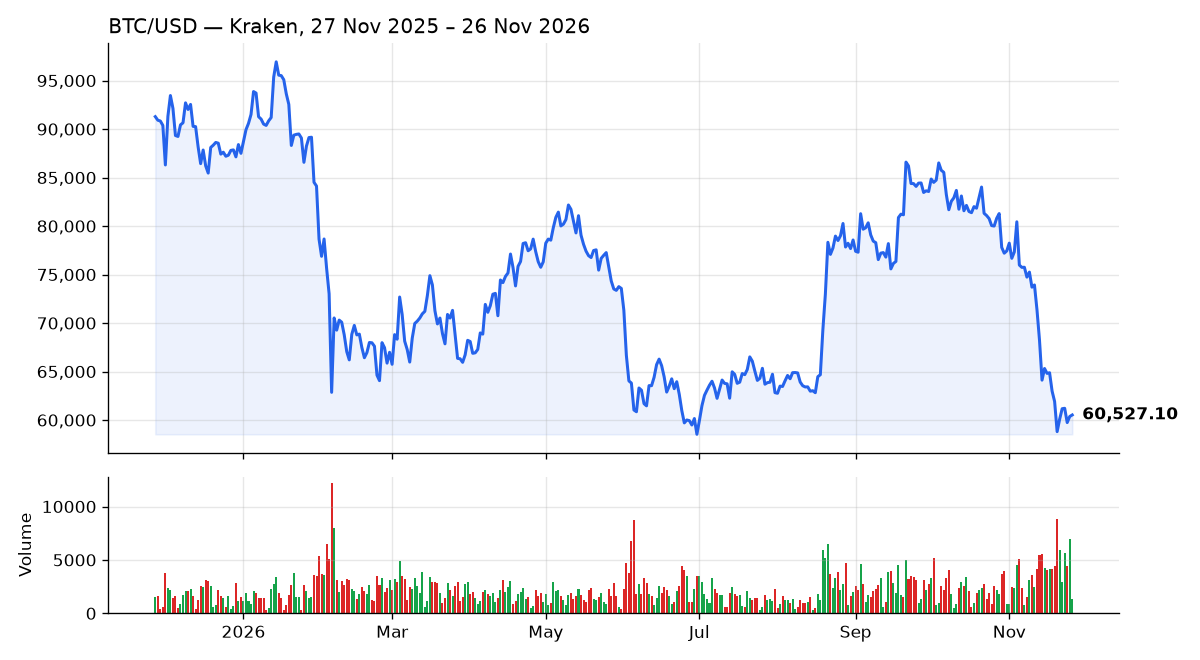 BTC/USD — Kraken, 27 Nov 2025 – 26 Nov 2026
95,000
90,000
85,000
80,000
75,000
70,000
65,000
60,000
60,527.10
Volume
10000
5000
0
2026
Mar
May
Jul
Sep
Nov